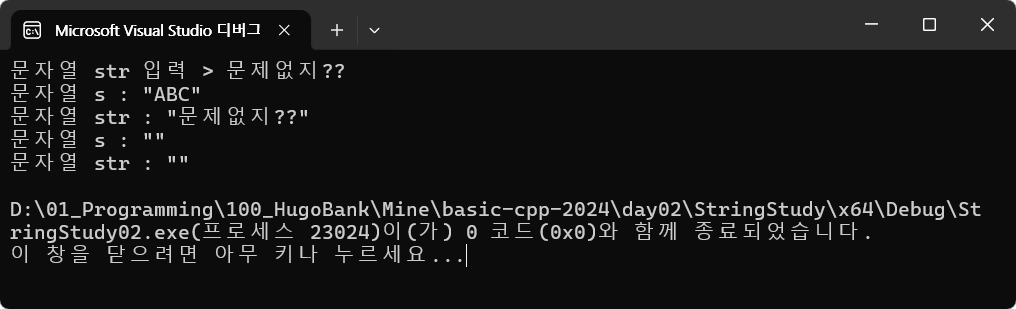 Microsoft Visual Studio 디버그
문자열 str 입력 > 문제없지??
문자열 s : "ABC"
문자열 str : "문제없지??"
문자열 s : ""
문자열 str : ""
D:\01_Programming\100_HugoBank\Mine\basic-cpp-2024\day02\StringStudy\x64\Debug\St
ringStudy02.exe(프로세스 23024)이(가) 0 코드(0x0)와 함께 종료되었습니다.
이 창을 닫으려면 아무 키나 누르세요...